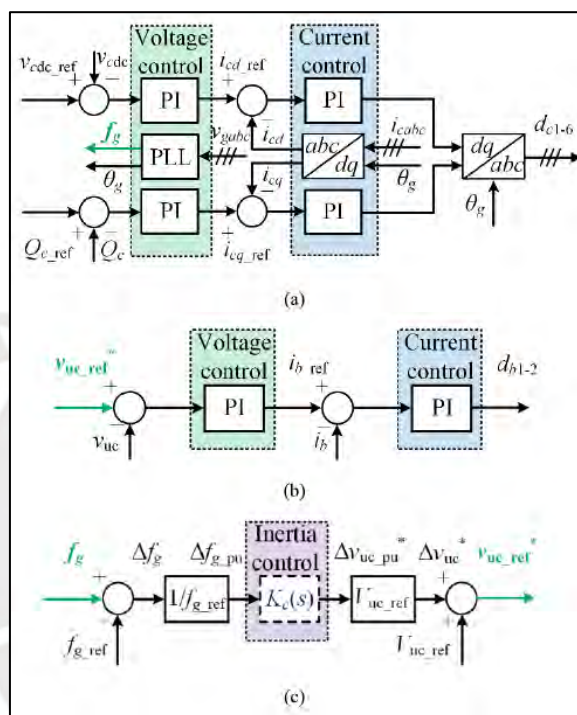 Voltage control
Current control
v_cdc_ref
+
v_cdc
−
PI
i_cd_ref
+
−
i_cd
PI
f_g
θ_g
PLL
v_gabc
abc
dq
i_cabc
θ_g
dq
abc
d_c1-6
θ_g
Q_c_ref
+
−
Q_c
PI
i_cq
−
+
i_cq_ref
PI
(a)
Voltage control
Current control
v_uc_ref*
+
−
v_uc
PI
i_b_ref
+
−
i_b
PI
d_b1-2
(b)
Inertia control
f_g
+
f_g_ref
Δf_g
1/f_g_ref
Δf_g_pu
K_c(s)
Δv_uc_pu*
V_uc_ref
Δv_uc*
+
+
V_uc_ref
v_uc_ref*
(c)